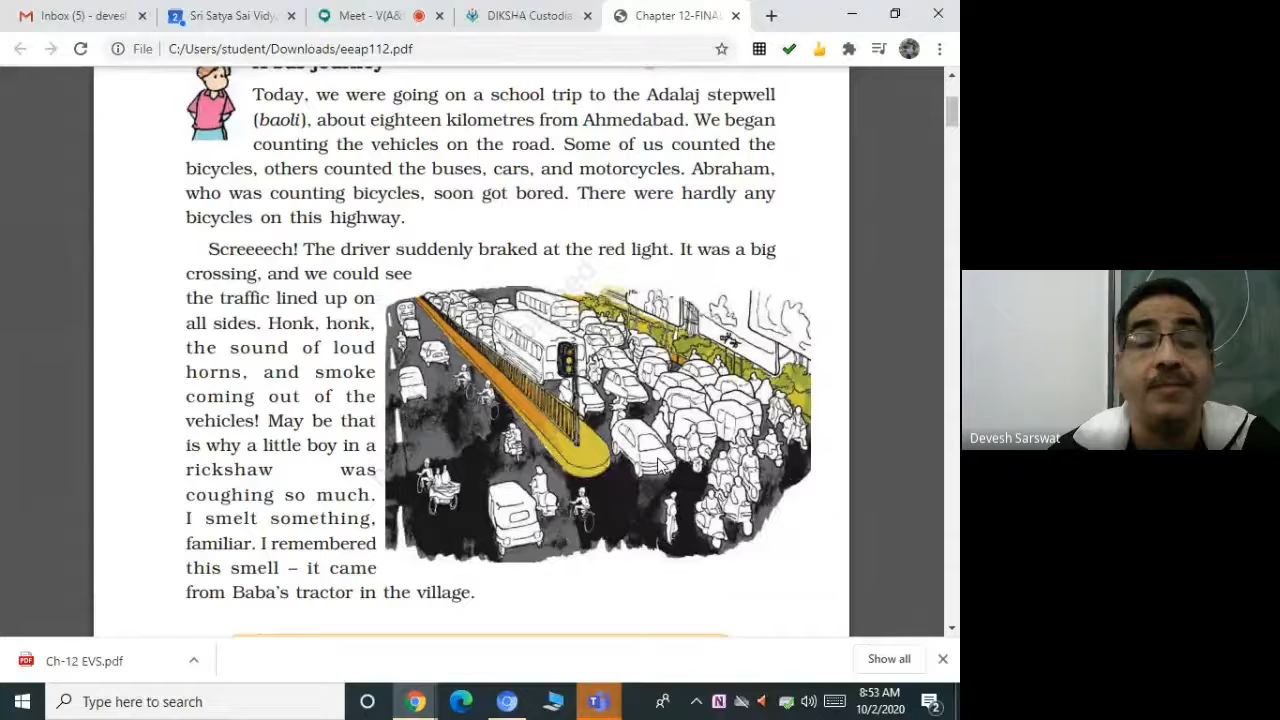 Inbox (5) - deves
Sri Satya Sai Vidy
Meet - V(A&
DIKSHA Custodia
Chapter 12-FINA
File
C:/Users/student/Downloads/eeap112.pdf
Today, we were going on a school trip to the Adalaj stepwell
(baoli), about eighteen kilometres from Ahmedabad. We began
counting the vehicles on the road. Some of us counted the
bicycles, others counted the buses, cars, and motorcycles. Abraham,
who was counting bicycles, soon got bored. There were hardly any
bicycles on this highway.
Screeeech! The driver suddenly braked at the red light. It was a big
crossing, and we could see
the traffic lined up on
all sides. Honk, honk,
the sound of loud
horns, and smoke
coming out of the
vehicles! May be that
is why a little boy in a
rickshaw was
coughing so much.
I smelt something,
familiar. I remembered
this smell – it came
from Baba's tractor in the village.
Devesh Sarswat
Ch-12 EVS.pdf
Show all
Type here to search
8:53 AM
10/2/2020